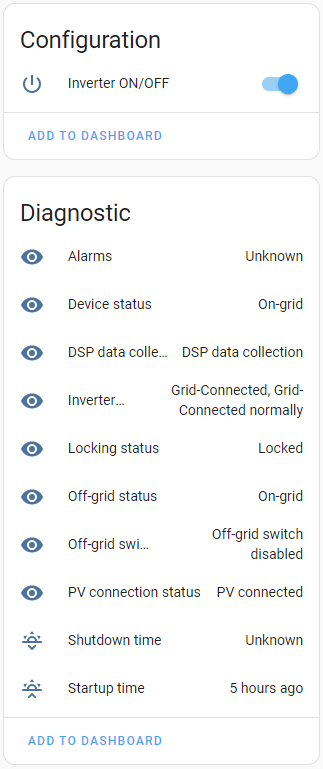 Configuration
Inverter ON/OFF
ADD TO DASHBOARD
Diagnostic
Alarms Unknown
Device status On-grid
DSP data colle... DSP data collection
Inverter... Grid-Connected, Grid-
Connected normally
Locking status Locked
Off-grid status On-grid
Off-grid swi... Off-grid switch
disabled
PV connection status PV connected
Shutdown time Unknown
Startup time 5 hours ago
ADD TO DASHBOARD